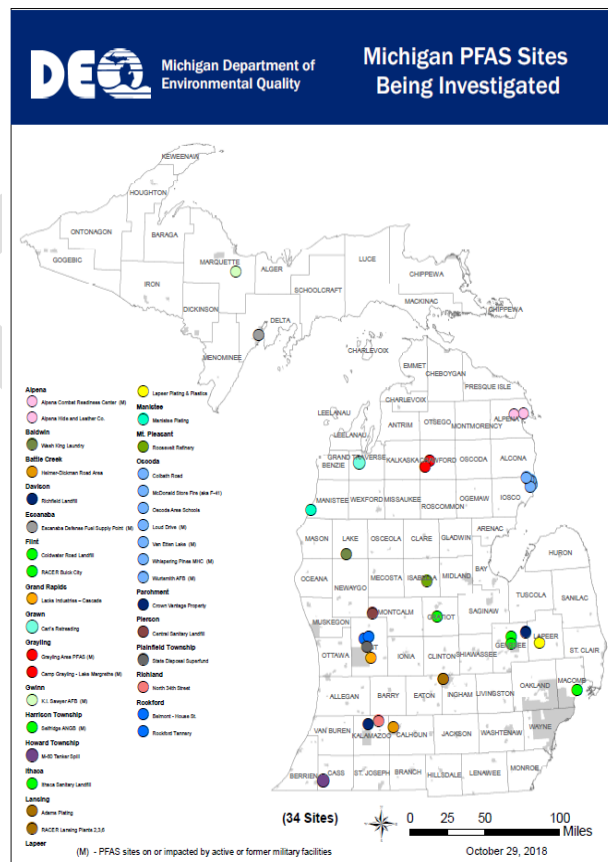 DEQ
Michigan Department of
Environmental Quality
Michigan PFAS Sites
Being Investigated
KEWEENAW
HOUGHTON
ONTONAGON
BARAGA
GOGEBIC
MARQUETTE
ALGER
LUCE
CHIPPEWA
IRON
SCHOOLCRAFT
MACKINAC
CHIPPEWA
DICKINSON
DELTA
MENOMINEE
CHARLEVOIX
EMMET
CHEBOYGAN
PRESQUE ISLE
CHARLEVOIX
LEELANAU
ANTRIM
OTSEGO
MONTMORENCY
ALPENA
LEELANAU
GRAND TRAVERSE
BENZIE
KALKASKA
CRAWFORD
OSCODA
ALCONA
MANISTEE
WEXFORD
MISSAUKEE
ROSCOMMON
OGEMAW
IOSCO
MASON
LAKE
OSCEOLA
CLARE
GLADWIN
ARENAC
HURON
OCEANA
NEWAYGO
MECOSTA
ISABELLA
MIDLAND
BAY
TUSCOLA
SANILAC
MUSKEGON
MONTCALM
GRATIOT
SAGINAW
GENESEE
LAPEER
ST. CLAIR
OTTAWA
IONIA
CLINTON
SHIAWASSEE
ALLEGAN
BARRY
EATON
INGHAM
LIVINGSTON
OAKLAND
MACOMB
VAN BUREN
KALAMAZOO
CALHOUN
JACKSON
WASHTENAW
WAYNE
BERRIEN
CASS
ST. JOSEPH
BRANCH
HILLSDALE
LENAWEE
MONROE
Alpena
Alpena Combat Readiness Center (M)
Alpena Hide and Leather Co.
Baldwin
Wash King Laundry
Battle Creek
Helmer-Dickman Road Area
Davison
Richfield Landfill
Escanaba
Escanaba Defense Fuel Supply Point (M)
Flint
Coldwater Road Landfill
RACER Buick City
Grand Rapids
Lacks Industries - Cascade
Grawn
Carl's Retreading
Grayling
Grayling Area PFAS (M)
Camp Grayling - Lake Margrethe (M)
Gwinn
K.I. Sawyer AFB (M)
Harrison Township
Selfridge ANGB (M)
Howard Township
M-60 Tanker Spill
Ithaca
Ithaca Sanitary Landfill
Lansing
Adams Plating
RACER Lansing Plants 2,3,6
Lapeer
Lapeer Plating & Plastics
Manistee
Manistee Plating
Mt. Pleasant
Roosevelt Refinery
Oscoda
Colbath Road
McDonald Store Fire (aka F-41)
Oscoda Area Schools
Loud Drive (M)
Van Etten Lake (M)
Whispering Pines MHC (M)
Wurtsmith AFB (M)
Parchment
Crown Vantage Property
Pierson
Central Sanitary Landfill
Plainfield Township
State Disposal Superfund
Richland
North 34th Street
Rockford
Belmont - House St.
Rockford Tannery
(34 Sites)
0 25 50 100
Miles
(M) - PFAS sites on or impacted by active or former military facilities
October 29, 2018